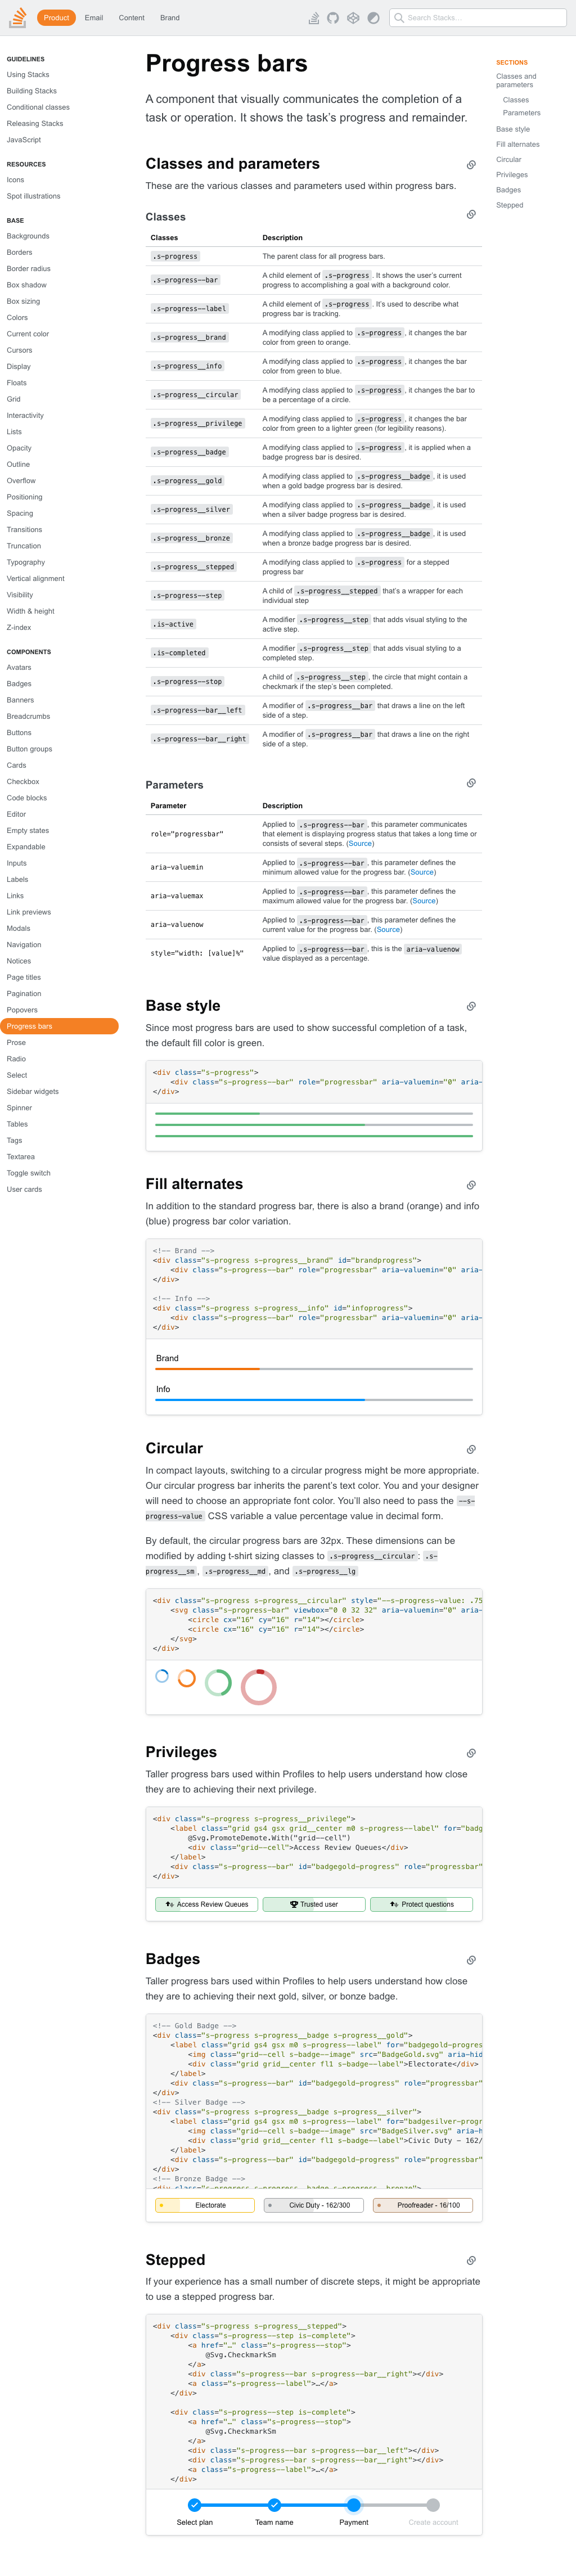 Product
Email
Content
Brand
Search Stacks…
GUIDELINES
Using Stacks
Building Stacks
Conditional classes
Releasing Stacks
JavaScript
RESOURCES
Icons
Spot illustrations
BASE
Backgrounds
Borders
Border radius
Box shadow
Box sizing
Colors
Current color
Cursors
Display
Floats
Grid
Interactivity
Lists
Opacity
Outline
Overflow
Positioning
Spacing
Transitions
Truncation
Typography
Vertical alignment
Visibility
Width & height
Z-index
COMPONENTS
Avatars
Badges
Banners
Breadcrumbs
Buttons
Button groups
Cards
Checkbox
Code blocks
Editor
Empty states
Expandable
Inputs
Labels
Links
Link previews
Modals
Navigation
Notices
Page titles
Pagination
Popovers
Progress bars
Prose
Radio
Select
Sidebar widgets
Spinner
Tables
Tags
Textarea
Toggle switch
User cards
Progress bars
A component that visually communicates the completion of a
task or operation. It shows the task’s progress and remainder.
Classes and parameters
These are the various classes and parameters used within progress bars.
Classes
Classes Description
.s-progress The parent class for all progress bars.
.s-progress--bar A child element of .s-progress. It shows the user’s current
progress to accomplishing a goal with a background color.
.s-progress--label A child element of .s-progress. It’s used to describe what
progress bar is tracking.
.s-progress__brand A modifying class applied to .s-progress, it changes the bar
color from green to orange.
.s-progress__info A modifying class applied to .s-progress, it changes the bar
color from green to blue.
.s-progress__circular A modifying class applied to .s-progress, it changes the bar to
be a percentage of a circle.
.s-progress__privilege A modifying class applied to .s-progress, it changes the bar
color from green to a lighter green (for legibility reasons).
.s-progress__badge A modifying class applied to .s-progress, it is applied when a
badge progress bar is desired.
.s-progress__gold A modifying class applied to .s-progress__badge, it is used
when a gold badge progress bar is desired.
.s-progress__silver A modifying class applied to .s-progress__badge, it is used
when a silver badge progress bar is desired.
.s-progress__bronze A modifying class applied to .s-progress__badge, it is used
when a bronze badge progress bar is desired.
.s-progress__stepped A modifying class applied to .s-progress for a stepped
progress bar
.s-progress--step A child of .s-progress__stepped that’s a wrapper for each
individual step
.is-active A modifier .s-progress__step that adds visual styling to the
active step.
.is-completed A modifier .s-progress__step that adds visual styling to a
completed step.
.s-progress--stop A child of .s-progress__step, the circle that might contain a
checkmark if the step’s been completed.
.s-progress--bar__left A modifier of .s-progress__bar that draws a line on the left
side of a step.
.s-progress--bar__right A modifier of .s-progress__bar that draws a line on the right
side of a step.
Parameters
Parameter Description
role="progressbar" Applied to .s-progress--bar, this parameter communicates
that element is displaying progress status that takes a long time or
consists of several steps. (Source)
aria-valuemin Applied to .s-progress--bar, this parameter defines the
minimum allowed value for the progress bar. (Source)
aria-valuemax Applied to .s-progress--bar, this parameter defines the
maximum allowed value for the progress bar. (Source)
aria-valuenow Applied to .s-progress--bar, this parameter defines the
current value for the progress bar. (Source)
style="width: [value]%" Applied to .s-progress--bar, this is the aria-valuenow
value displayed as a percentage.
Base style
Since most progress bars are used to show successful completion of a task,
the default fill color is green.
<div class="s-progress">
<div class="s-progress--bar" role="progressbar" aria-valuemin="0" aria-
</div>
Fill alternates
In addition to the standard progress bar, there is also a brand (orange) and info
(blue) progress bar color variation.
<!-- Brand -->
<div class="s-progress s-progress__brand" id="brandprogress">
<div class="s-progress--bar" role="progressbar" aria-valuemin="0" aria-
</div>
<!-- Info -->
<div class="s-progress s-progress__info" id="infoprogress">
<div class="s-progress--bar" role="progressbar" aria-valuemin="0" aria-
</div>
Brand
Info
Circular
In compact layouts, switching to a circular progress might be more appropriate.
Our circular progress bar inherits the parent’s text color. You and your designer
will need to choose an appropriate font color. You’ll also need to pass the --s-
progress-value CSS variable a value percentage value in decimal form.
By default, the circular progress bars are 32px. These dimensions can be
modified by adding t-shirt sizing classes to .s-progress__circular: .s-
progress__sm, .s-progress__md, and .s-progress__lg
<div class="s-progress s-progress__circular" style="--s-progress-value: .75
<svg class="s-progress-bar" viewbox="0 0 32 32" aria-valuemin="0" aria-
<circle cx="16" cy="16" r="14"></circle>
<circle cx="16" cy="16" r="14"></circle>
</svg>
</div>
Privileges
Taller progress bars used within Profiles to help users understand how close
they are to achieving their next privilege.
<div class="s-progress s-progress__privilege">
<label class="grid gs4 gsx grid__center m0 s-progress--label" for="badg
@Svg.PromoteDemote.With("grid--cell")
<div class="grid--cell">Access Review Queues</div>
</label>
<div class="s-progress--bar" id="badgegold-progress" role="progressbar"
</div>
Access Review Queues
Trusted user
Protect questions
Badges
Taller progress bars used within Profiles to help users understand how close
they are to achieving their next gold, silver, or bonze badge.
<!-- Gold Badge -->
<div class="s-progress s-progress__badge s-progress__gold">
<label class="grid gs4 gsx m0 s-progress--label" for="badgegold-progres
<img class="grid--cell s-badge--image" src="BadgeGold.svg" aria-hid
<div class="grid grid__center fl1 s-badge--label">Electorate</div>
</label>
<div class="s-progress--bar" id="badgegold-progress" role="progressbar"
</div>
<!-- Silver Badge -->
<div class="s-progress s-progress__badge s-progress__silver">
<label class="grid gs4 gsx m0 s-progress--label" for="badgesilver-progr
<img class="grid--cell s-badge--image" src="BadgeSilver.svg" aria-h
<div class="grid grid__center fl1 s-badge--label">Civic Duty - 162/
</label>
<div class="s-progress--bar" id="badgegold-progress" role="progressbar"
</div>
<!-- Bronze Badge -->
<div class="s-progress s-progress__badge s-progress__bronze">
Electorate
Civic Duty - 162/300
Proofreader - 16/100
Stepped
If your experience has a small number of discrete steps, it might be appropriate
to use a stepped progress bar.
<div class="s-progress s-progress__stepped">
<div class="s-progress--step is-complete">
<a href="…" class="s-progress--stop">
@Svg.CheckmarkSm
</a>
<div class="s-progress--bar s-progress--bar__right"></div>
<a class="s-progress--label">…</a>
</div>
<div class="s-progress--step is-complete">
<a href="…" class="s-progress--stop">
@Svg.CheckmarkSm
</a>
<div class="s-progress--bar s-progress--bar__left"></div>
<div class="s-progress--bar s-progress--bar__right"></div>
<a class="s-progress--label">…</a>
</div>
Select plan
Team name
Payment
Create account
SECTIONS
Classes and
parameters
Classes
Parameters
Base style
Fill alternates
Circular
Privileges
Badges
Stepped